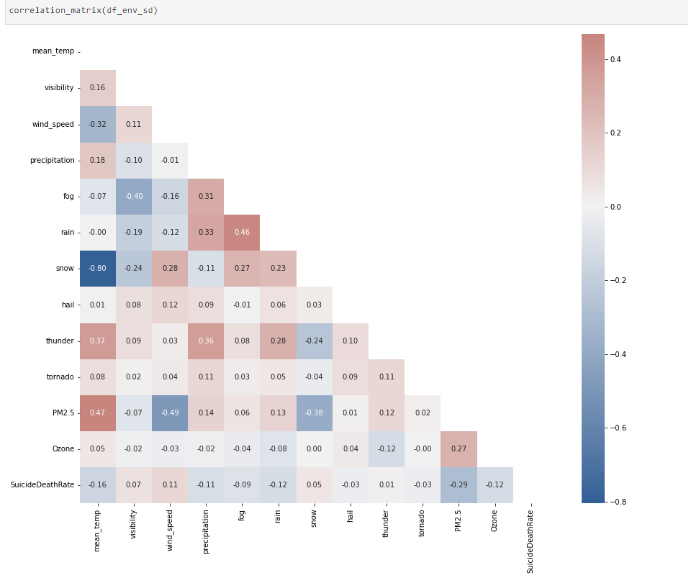 correlation_matrix(df_env_sd)
mean_temp
visibility 0.16
wind_speed -0.32 0.11
precipitation 0.18 -0.10 -0.01
fog -0.07 -0.40 -0.16 0.31
rain -0.00 -0.19 -0.12 0.33 0.46
snow -0.80 -0.24 0.28 -0.11 0.27 0.23
hail 0.01 0.08 0.12 0.09 -0.01 0.06 0.03
thunder 0.37 0.09 0.03 0.36 0.08 0.28 -0.24 0.10
tornado 0.08 0.02 0.04 0.11 0.03 0.05 -0.04 0.09 0.11
PM2.5 0.47 -0.07 -0.49 0.14 0.06 0.13 -0.38 0.01 0.12 0.02
Ozone 0.05 -0.02 -0.03 -0.02 -0.04 -0.08 0.00 0.04 -0.12 -0.00 0.27
SuicideDeathRate -0.16 0.07 0.11 -0.11 -0.09 -0.12 0.05 -0.03 0.01 -0.03 -0.29 -0.12
mean_temp visibility wind_speed precipitation fog rain snow hail thunder tornado PM2.5 Ozone SuicideDeathRate
0.4
0.2
0.0
−0.2
−0.4
−0.6
−0.8